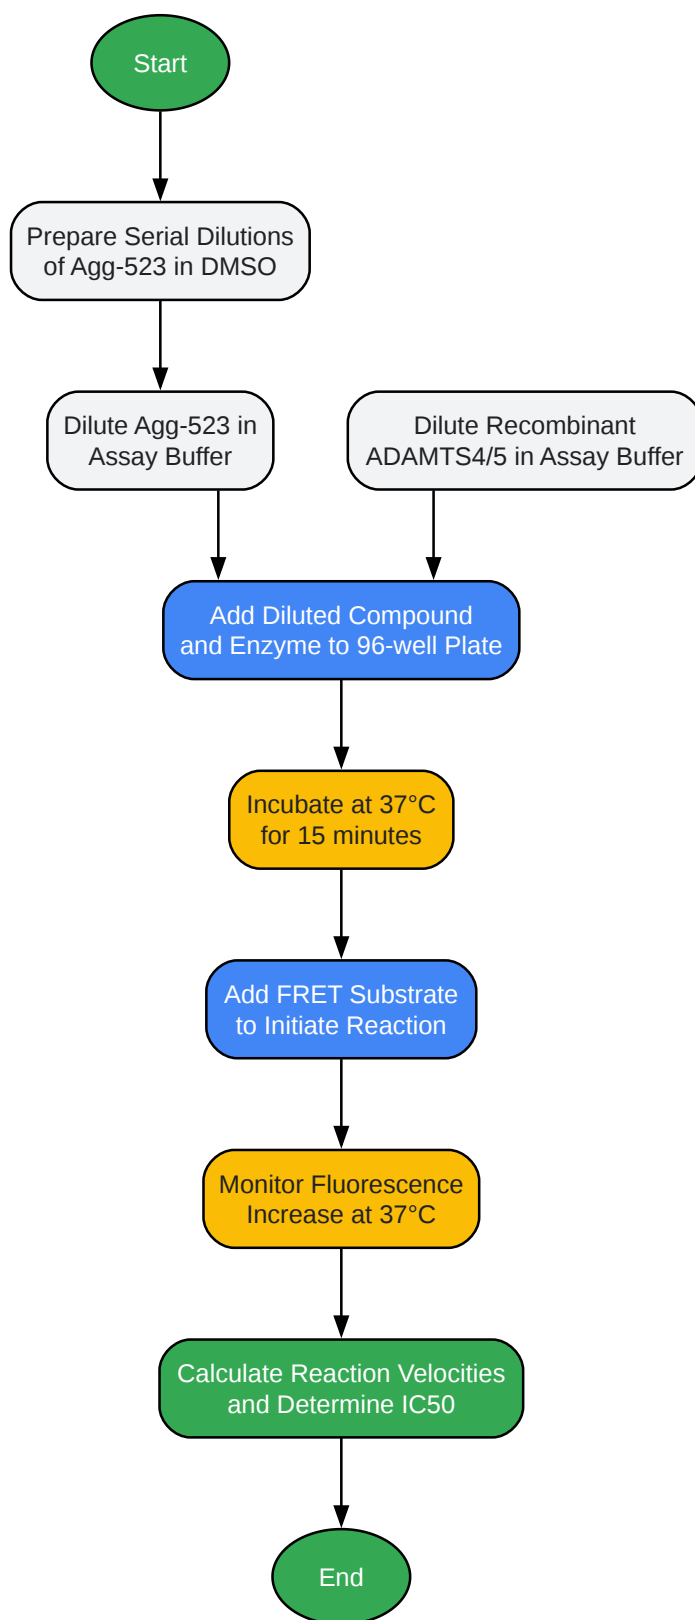 Start
Prepare Serial Dilutions
of Agg-523 in DMSO
Dilute Agg-523 in
Assay Buffer
Dilute Recombinant
ADAMTS4/5 in Assay Buffer
Add Diluted Compound
and Enzyme to 96-well Plate
Incubate at 37°C
for 15 minutes
Add FRET Substrate
to Initiate Reaction
Monitor Fluorescence
Increase at 37°C
Calculate Reaction Velocities
and Determine IC50
End